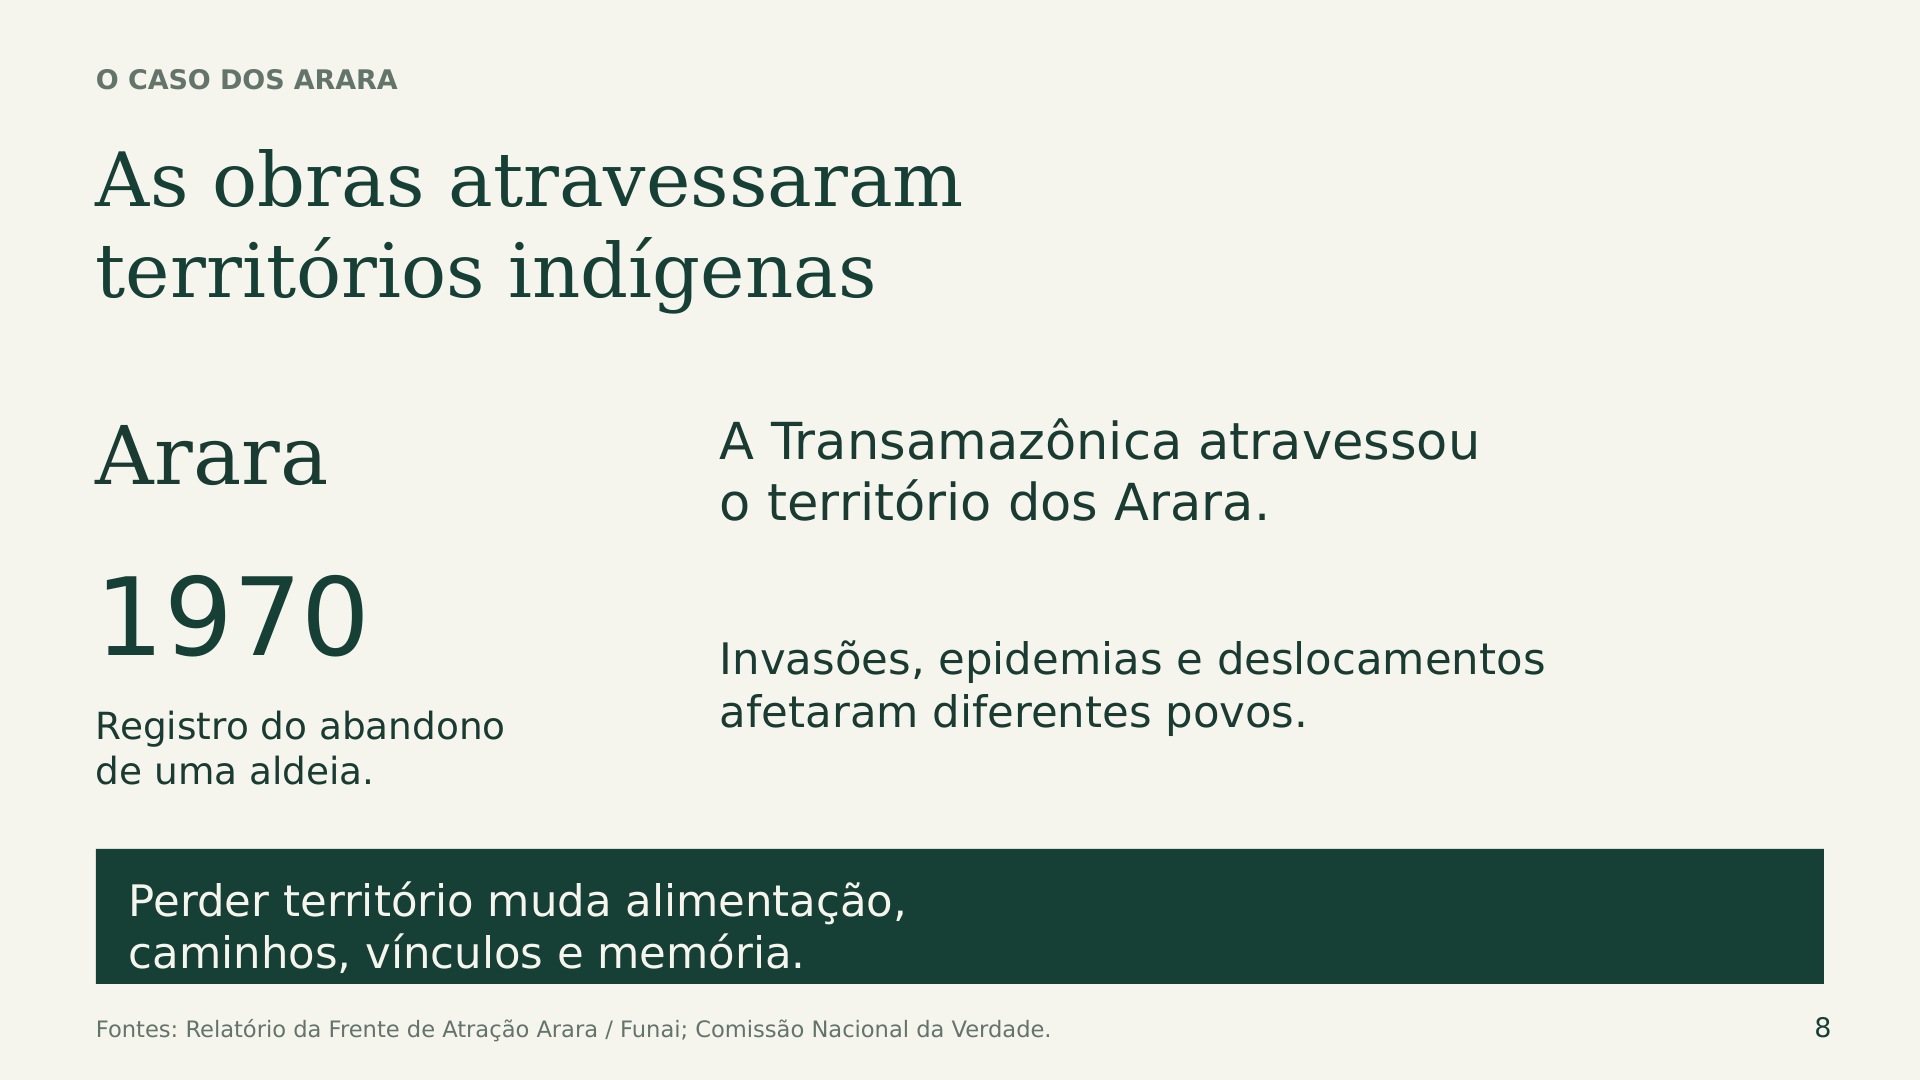 O CASO DOS ARARA
As obras atravessaram
territórios indígenas
Arara
1970
Registro do abandono
de uma aldeia.
A Transamazônica atravessou
o território dos Arara.
Invasões, epidemias e deslocamentos
afetaram diferentes povos.
Perder território muda alimentação,
caminhos, vínculos e memória.
Fontes: Relatório da Frente de Atração Arara / Funai; Comissão Nacional da Verdade.
8